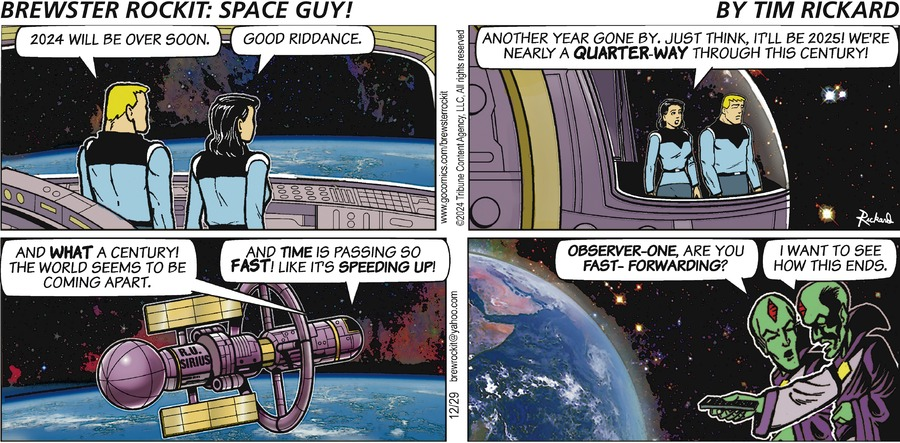 BREWSTER ROCKIT: SPACE GUY!
BY TIM RICKARD
2024 WILL BE OVER SOON.
GOOD RIDDANCE.
www.gocomics.com/brewsterrockit
©2024 Tribune Content Agency, LLC. All rights reserved
ANOTHER YEAR GONE BY. JUST THINK, IT'LL BE 2025! WE'RE
NEARLY A QUARTER-WAY THROUGH THIS CENTURY!
Rickard
AND WHAT A CENTURY!
THE WORLD SEEMS TO BE
COMING APART.
AND TIME IS PASSING SO
FAST! LIKE IT'S SPEEDING UP!
R.U.
SIRIUS
12/29
brewrockit@yahoo.com
OBSERVER-ONE, ARE YOU
FAST- FORWARDING?
I WANT TO SEE
HOW THIS ENDS.